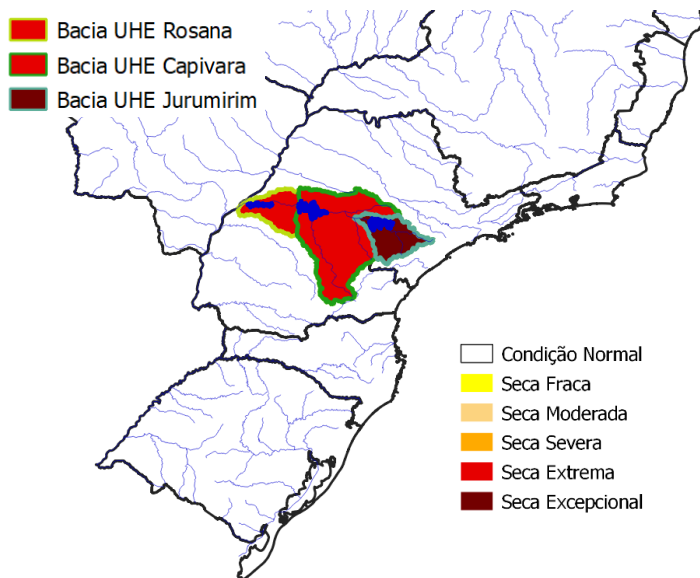 Bacia UHE Rosana
Bacia UHE Capivara
Bacia UHE Jurumirim
Condição Normal
Seca Fraca
Seca Moderada
Seca Severa
Seca Extrema
Seca Excepcional